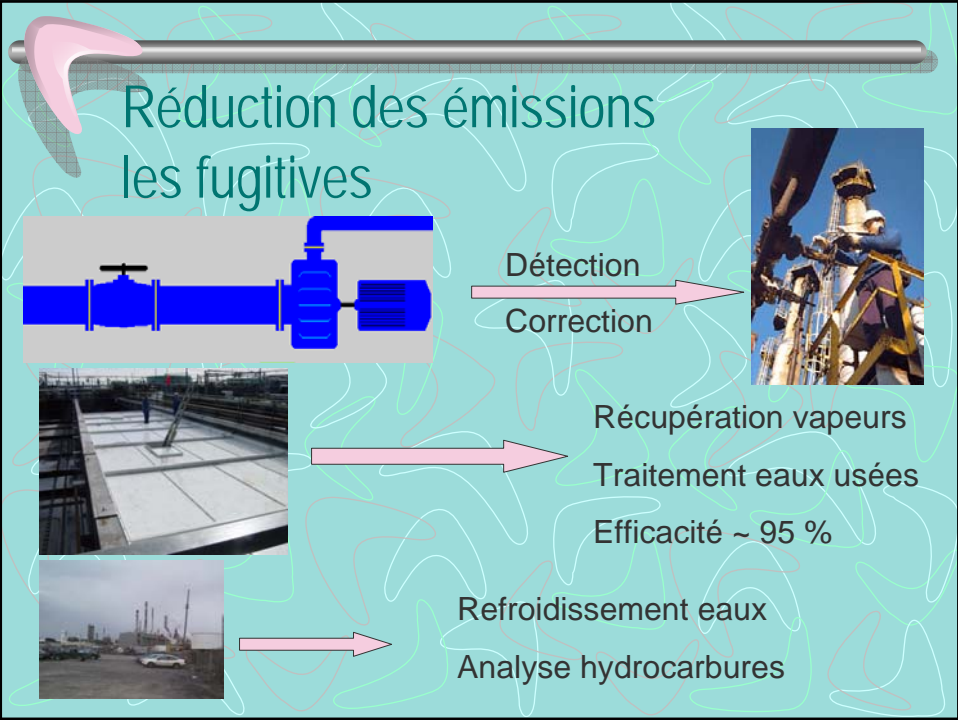 Réduction des émissions
les fugitives
Détection
Correction
Récupération vapeurs
Traitement eaux usées
Efficacité ~ 95 %
Refroidissement eaux
Analyse hydrocarbures